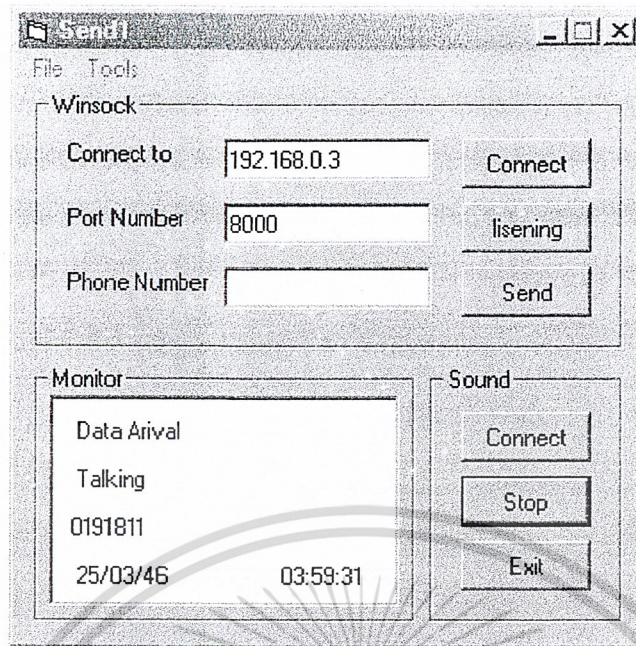 Send1
File Tools
Winsock
Connect to 192.168.0.3 Connect
Port Number 8000 lisening
Phone Number Send
Monitor
Data Arival
Talking
0191811
25/03/46 03:59:31
Sound
Connect
Stop
Exit